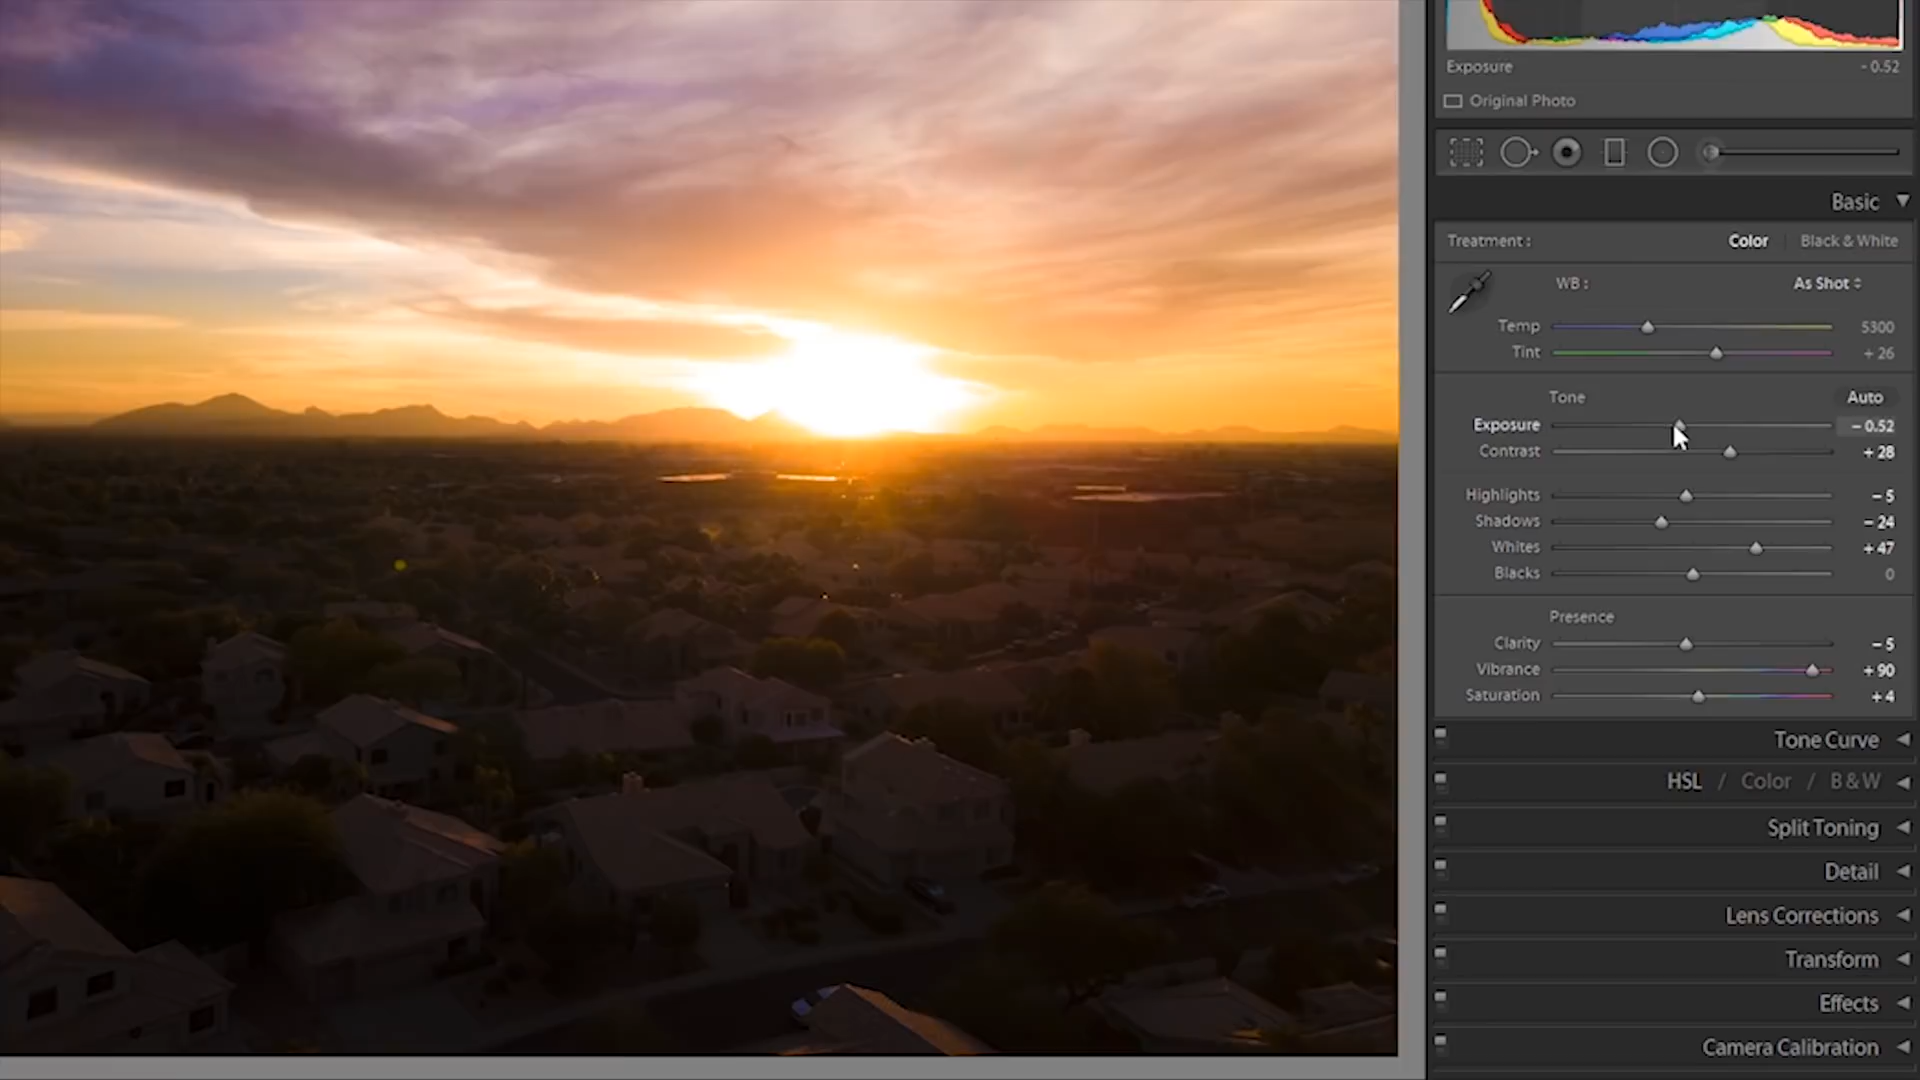 Exposure - 0.52
Original Photo
Basic
Treatment : Color Black & White
WB : As Shot
Temp 5300
Tint + 26
Tone Auto
Exposure – 0.52
Contrast + 28
Highlights – 5
Shadows – 24
Whites + 47
Blacks 0
Presence
Clarity – 5
Vibrance + 90
Saturation + 4
Tone Curve
HSL / Color / B & W
Split Toning
Detail
Lens Corrections
Transform
Effects
Camera Calibration